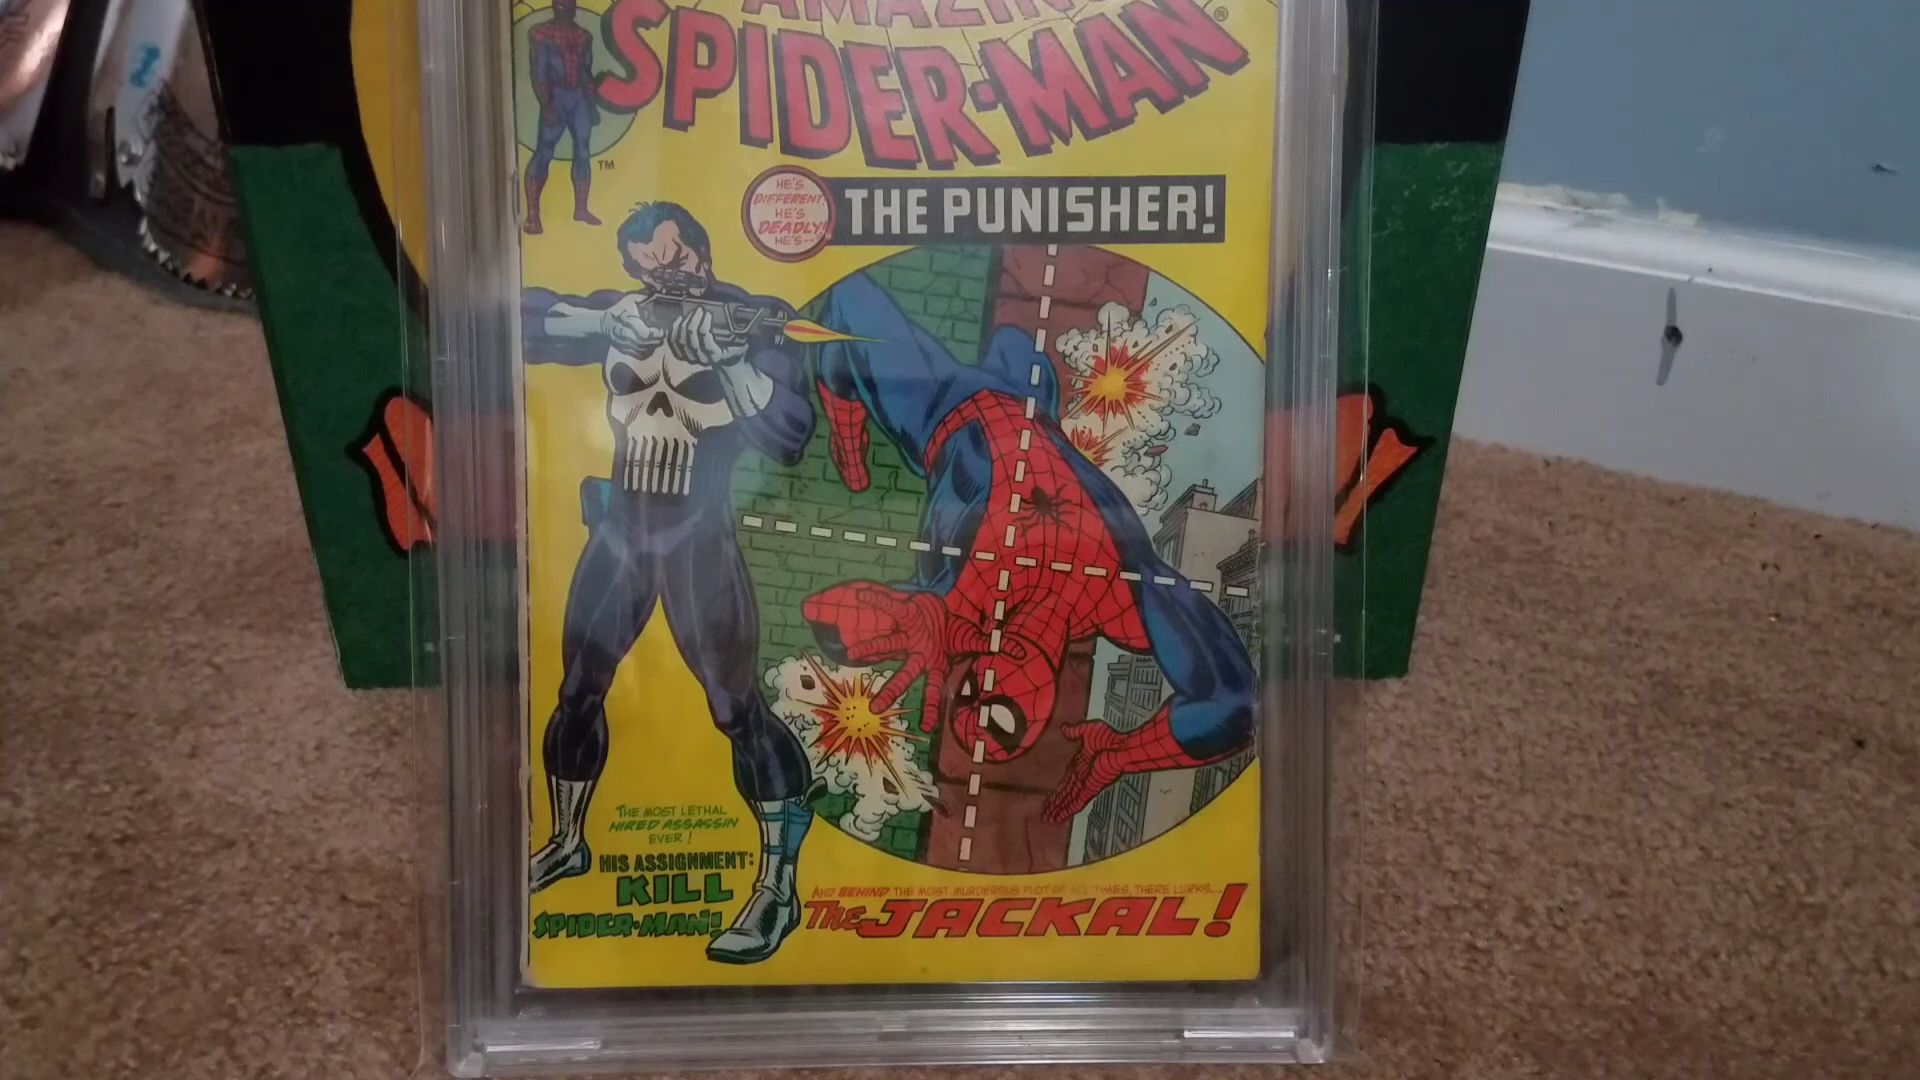 AMAZING
SPIDER-MAN®
TM
HE'S
DIFFERENT!
HE'S
DEADLY!
HE'S--
THE PUNISHER!
THE MOST LETHAL
HIRED ASSASSIN
EVER!
HIS ASSIGNMENT:
KILL
SPIDER-MAN!
AND BEHIND THE MOST MURDEROUS PLOT OF ALL TIMES, THERE LURKS...
The JACKAL!